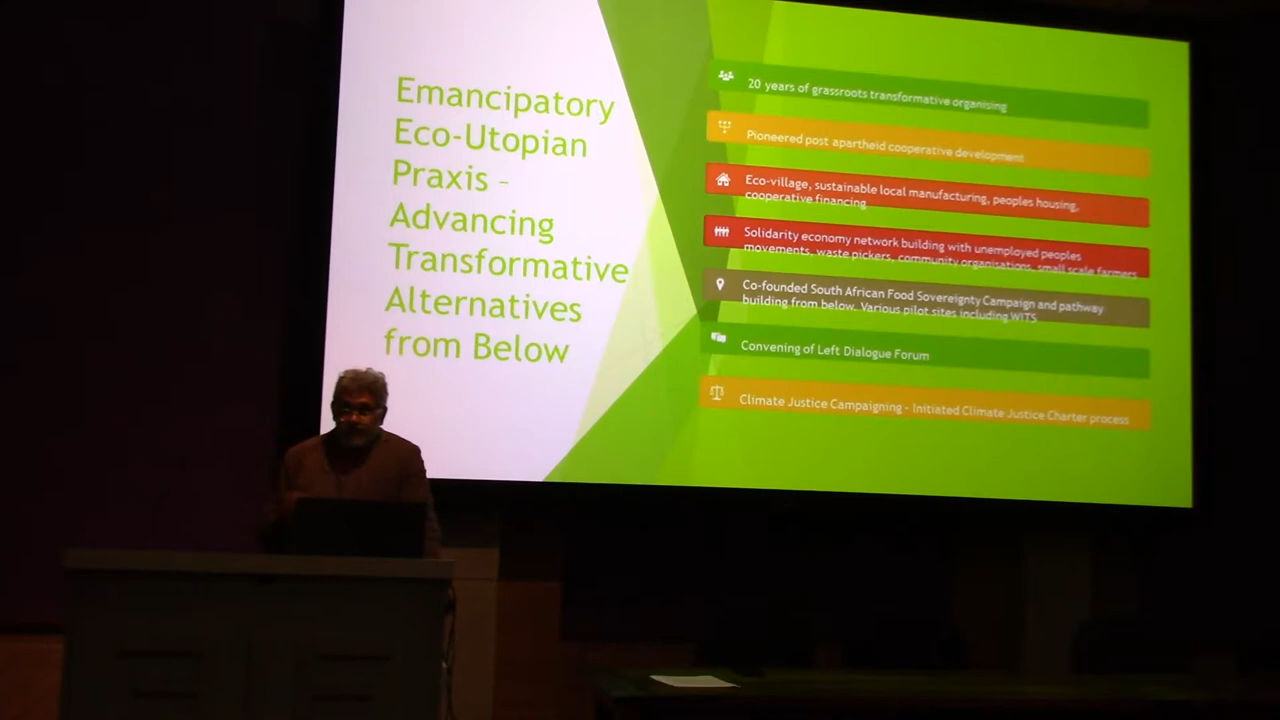 Emancipatory
Eco-Utopian
Praxis –
Advancing
Transformative
Alternatives
from Below
20 years of grassroots transformative organising
Pioneered post apartheid cooperative development
Eco-village, sustainable local manufacturing, peoples housing,
cooperative financing
Solidarity economy network building with unemployed peoples
movements, waste pickers, community organisations, small scale farmers
Co-founded South African Food Sovereignty Campaign and pathway
building from below. Various pilot sites including WITS
Convening of Left Dialogue Forum
Climate Justice Campaigning - Initiated Climate Justice Charter process